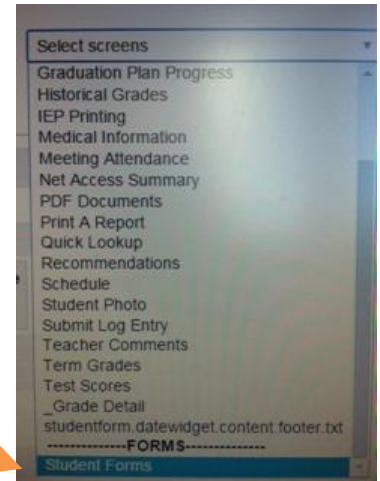 Select screens
Graduation Plan Progress
Historical Grades
IEP Printing
Medical Information
Meeting Attendance
Net Access Summary
PDF Documents
Print A Report
Quick Lookup
Recommendations
Schedule
Student Photo
Submit Log Entry
Teacher Comments
Term Grades
Test Scores
_Grade Detail
studentform.datewidget.content.footer.txt
--------------FORMS--------------
Student Forms